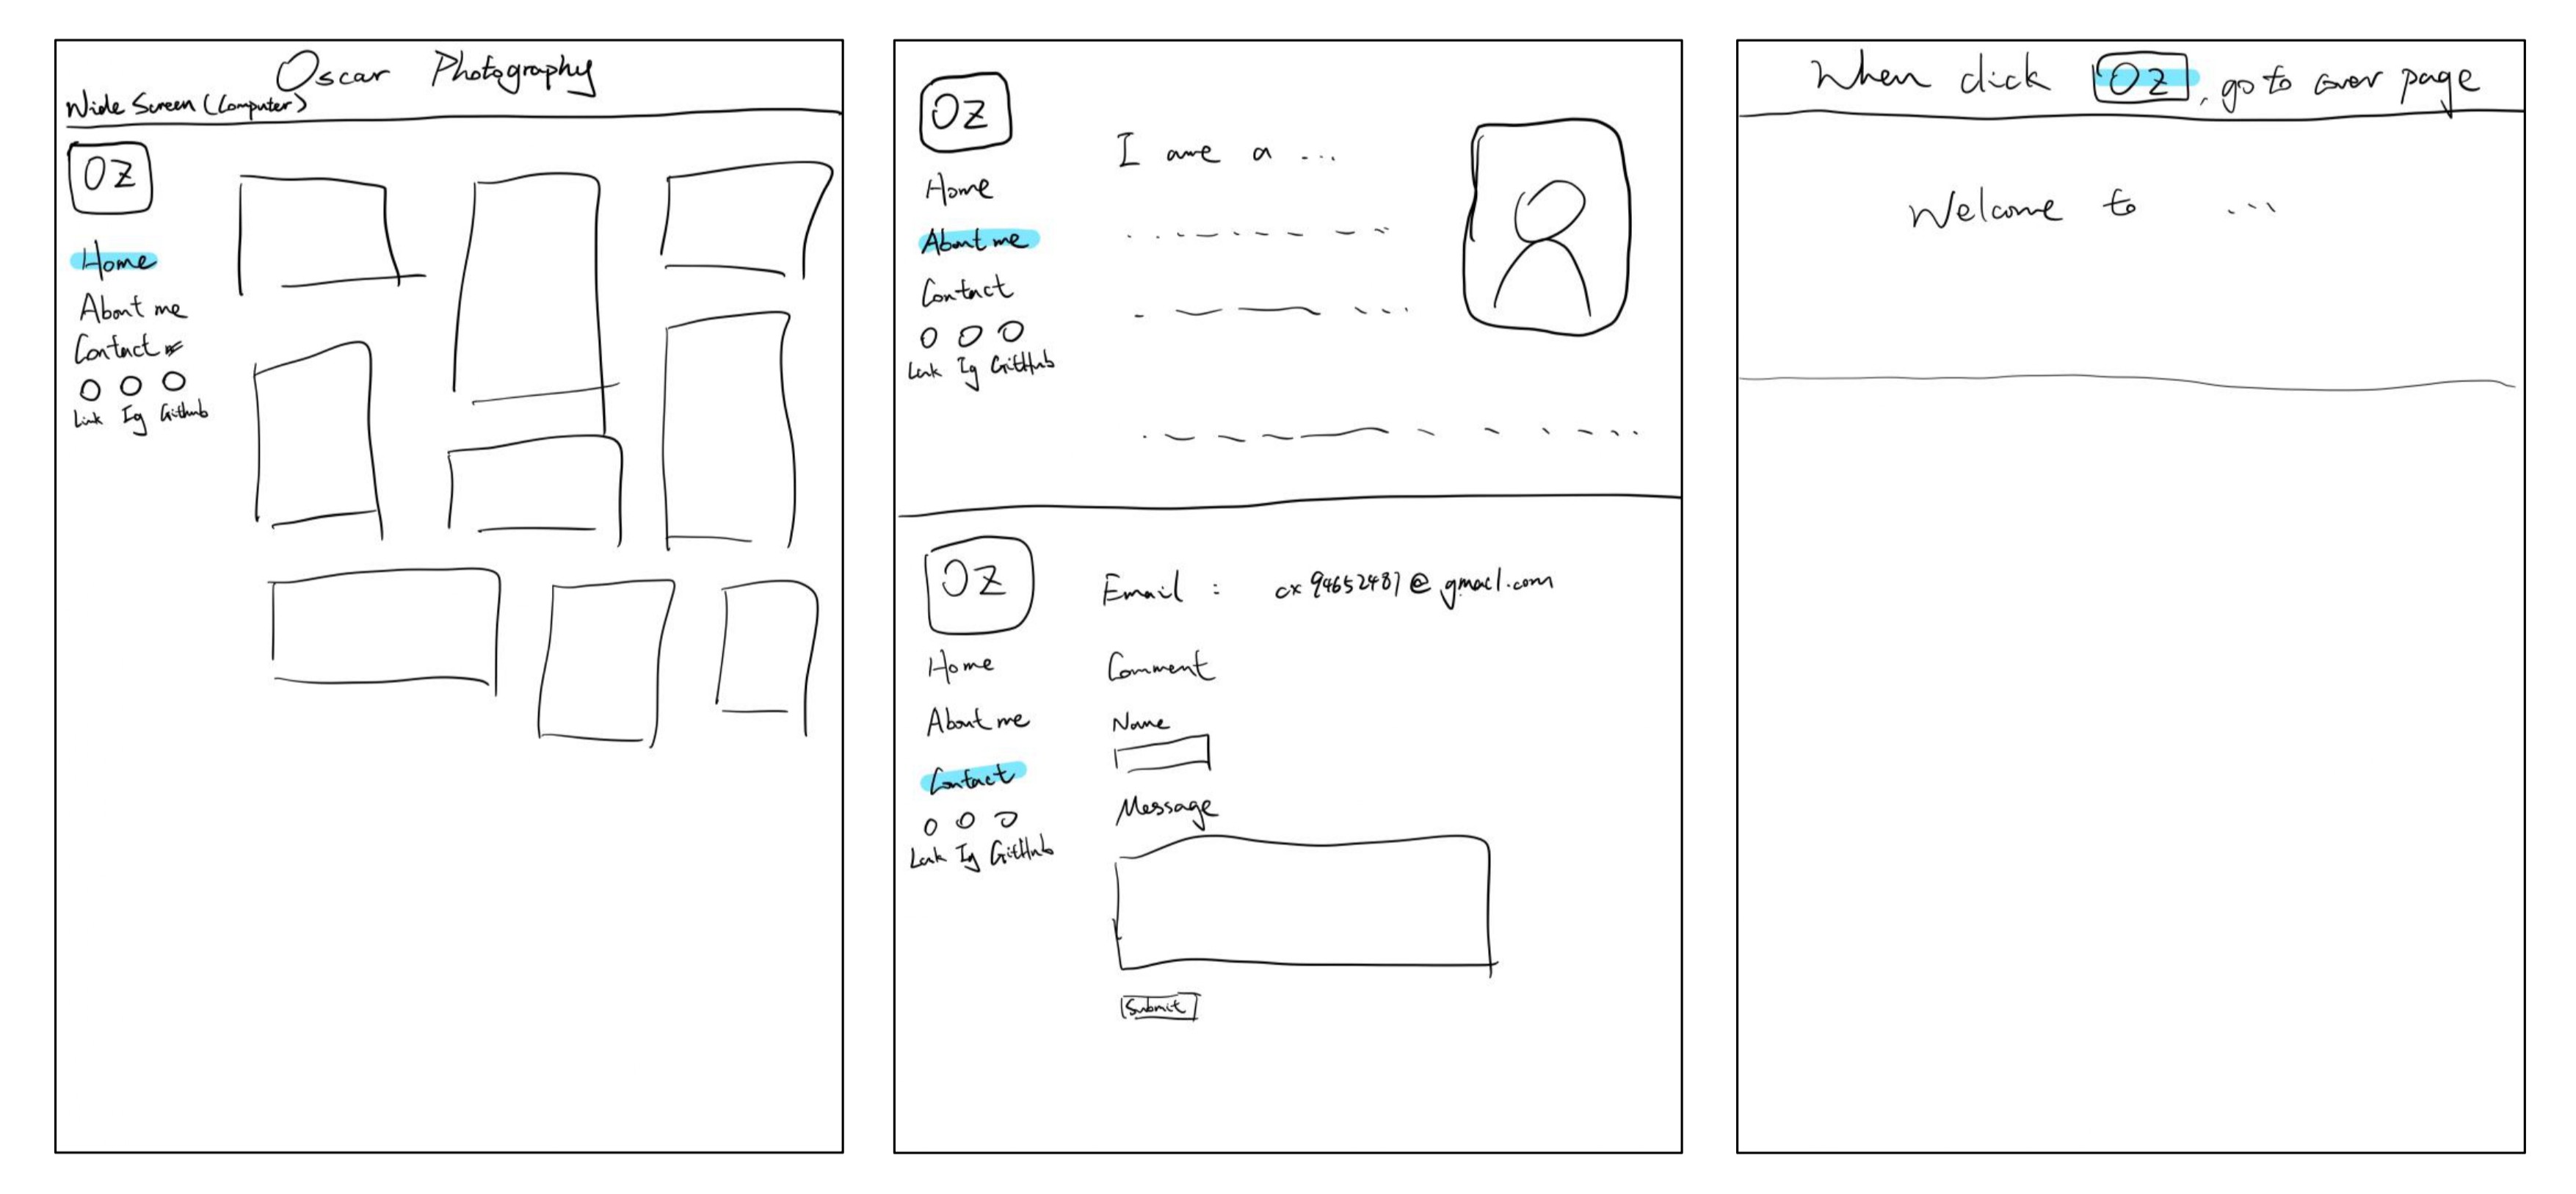 Oscar Photography
Wide Screen (Computer)
OZ
Home
About me
Contact
Link Ig Github
OZ
I am a ...
Home
About me
Contact
Link Ig GitHub
OZ
Email : cx94652487@gmail.com
Home
Comment
About me
Name
Contact
Message
Link Ig GitHub
Submit
When click OZ, go to cover page
Welcome to ...